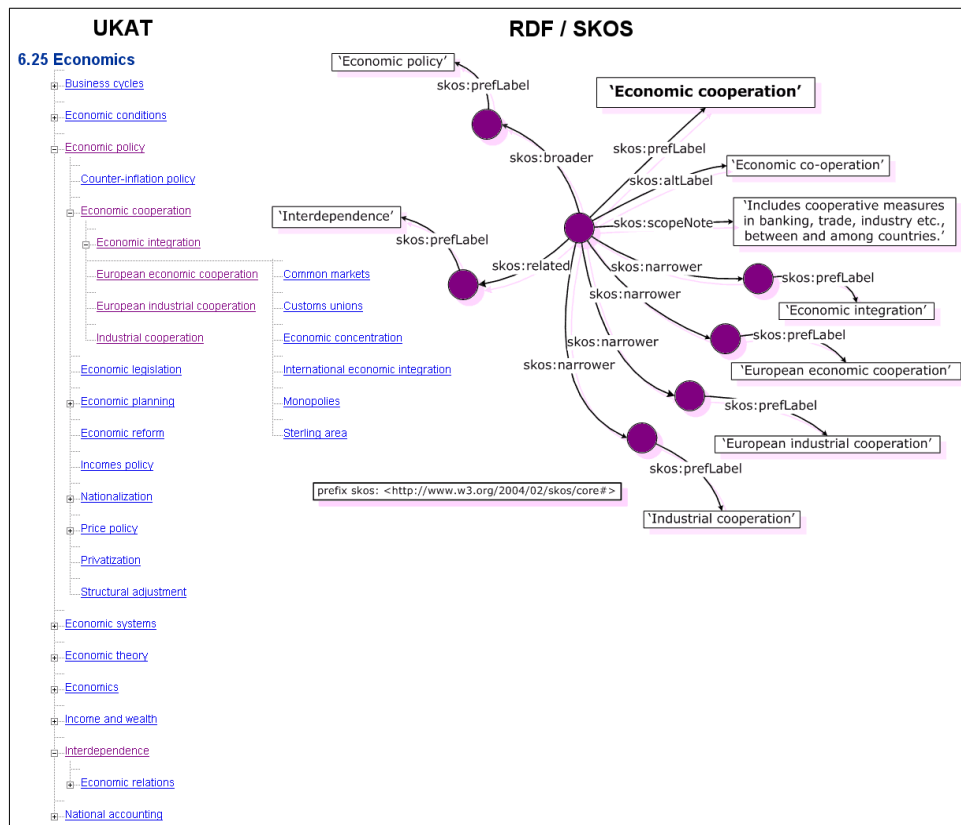 UKAT
RDF / SKOS
6.25 Economics
Business cycles
Economic conditions
Economic policy
Counter-inflation policy
Economic cooperation
Economic integration
European economic cooperation
European industrial cooperation
Industrial cooperation
Common markets
Customs unions
Economic concentration
International economic integration
Monopolies
Sterling area
Economic legislation
Economic planning
Economic reform
Incomes policy
Nationalization
Price policy
Privatization
Structural adjustment
Economic systems
Economic theory
Economics
Income and wealth
Interdependence
Economic relations
National accounting
‘Economic policy’
skos:prefLabel
‘Economic cooperation’
skos:broader
skos:prefLabel
‘Economic co-operation’
skos:altLabel
‘Interdependence’
skos:scopeNote
‘Includes cooperative measures
in banking, trade, industry etc.,
between and among countries.’
skos:prefLabel
skos:related
skos:narrower
skos:prefLabel
‘Economic integration’
skos:narrower
skos:prefLabel
‘European economic cooperation’
skos:narrower
skos:prefLabel
‘European industrial cooperation’
skos:narrower
skos:prefLabel
‘Industrial cooperation’
prefix skos: <http://www.w3.org/2004/02/skos/core#>